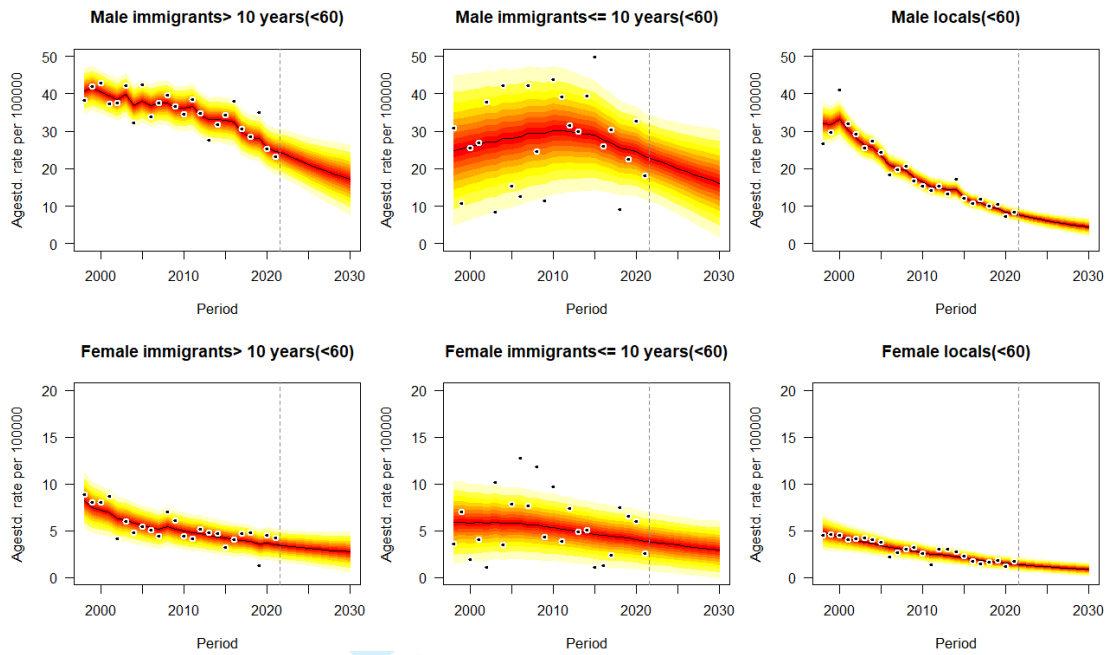 Male immigrants> 10 years(<60)
Agestd. rate per 100000
50
40
30
20
10
0
2000 2010 2020 2030
Period
Male immigrants<= 10 years(<60)
Agestd. rate per 100000
50
40
30
20
10
0
2000 2010 2020 2030
Period
Male locals(<60)
Agestd. rate per 100000
50
40
30
20
10
0
2000 2010 2020 2030
Period
Female immigrants> 10 years(<60)
Agestd. rate per 100000
20
15
10
5
0
2000 2010 2020 2030
Period
Female immigrants<= 10 years(<60)
Agestd. rate per 100000
20
15
10
5
0
2000 2010 2020 2030
Period
Female locals(<60)
Agestd. rate per 100000
20
15
10
5
0
2000 2010 2020 2030
Period